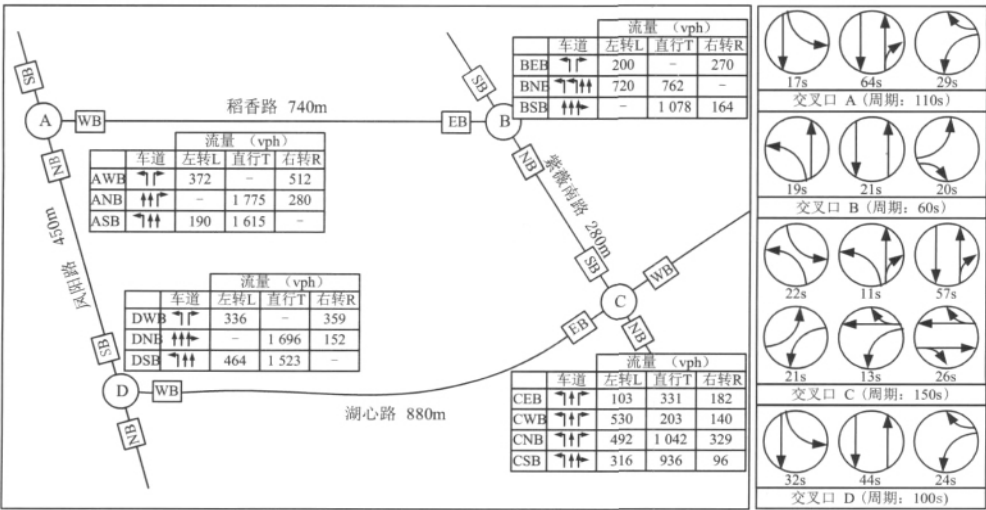 流量 (vph)
车道 左转L 直行T 右转R
BEB 200 - 270
BNB 720 762 -
BSB - 1 078 164
SB
A
WB
稻香路 740m
EB
B
SB
NB
NB
紫薇南路 280m
流量 (vph)
车道 左转L 直行T 右转R
AWB 372 - 512
ANB - 1 775 280
ASB 190 1 615 -
凤阳路 450m
SB
WB
C
EB
NB
流量 (vph)
车道 左转L 直行T 右转R
DWB 336 - 359
DNB - 1 696 152
DSB 464 1 523 -
SB
D
WB
NB
湖心路 880m
流量 (vph)
车道 左转L 直行T 右转R
CEB 103 331 182
CWB 530 203 140
CNB 492 1 042 329
CSB 316 936 96
17s 64s 29s
交叉口 A (周期: 110s)
19s 21s 20s
交叉口 B (周期: 60s)
22s 11s 57s
21s 13s 26s
交叉口 C (周期: 150s)
32s 44s 24s
交叉口 D (周期: 100s)